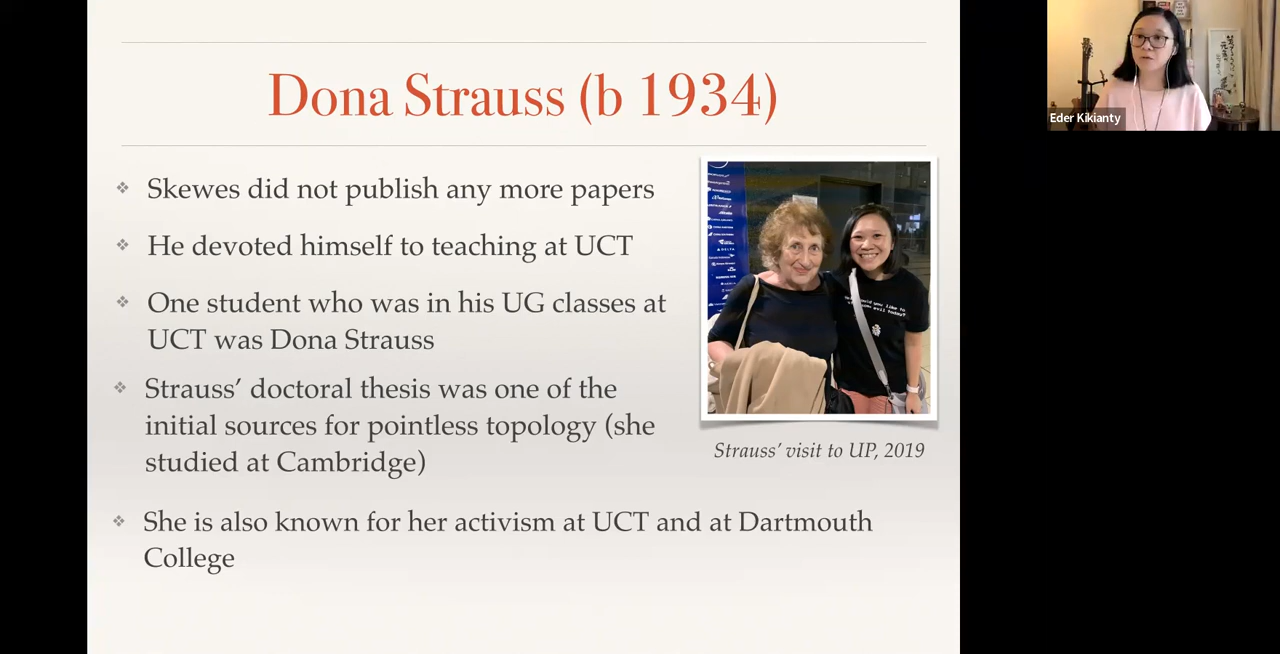 Dona Strauss (b 1934)
Skewes did not publish any more papers
He devoted himself to teaching at UCT
One student who was in his UG classes at
UCT was Dona Strauss
Strauss’ doctoral thesis was one of the
initial sources for pointless topology (she
studied at Cambridge)
She is also known for her activism at UCT and at Dartmouth
College
Strauss’ visit to UP, 2019
Eder Kikianty